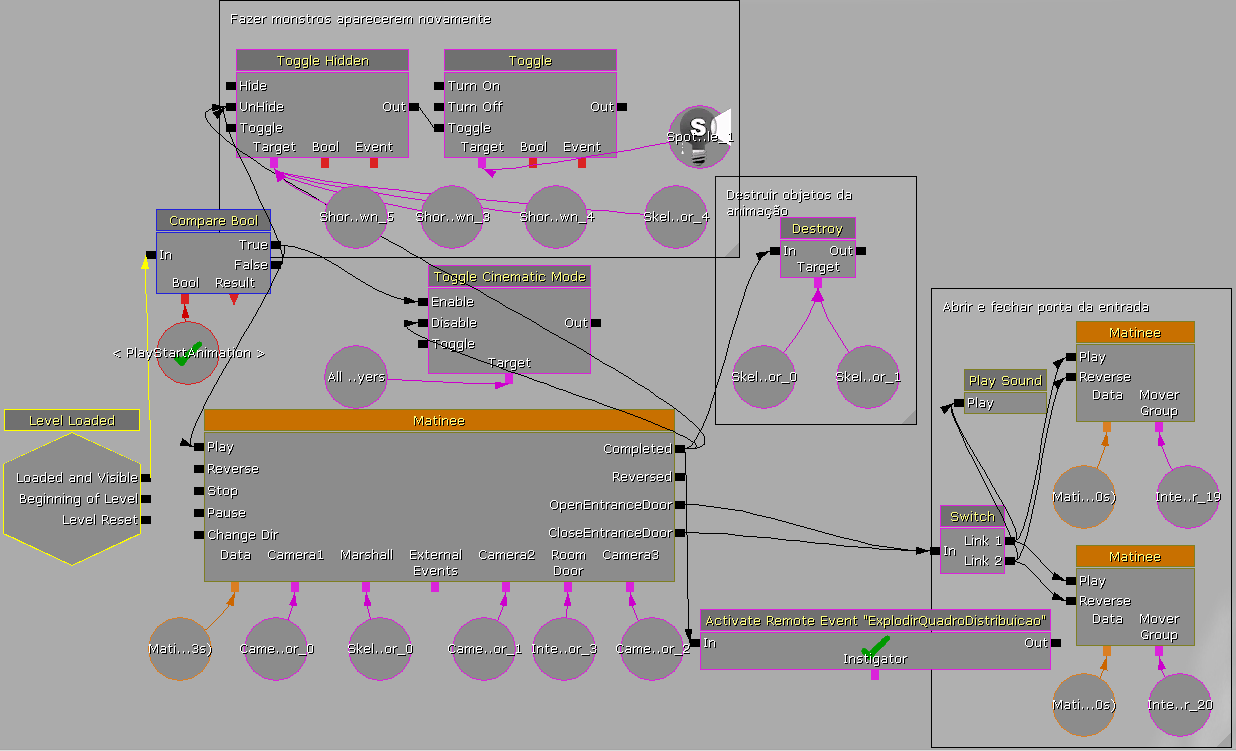 Fazer monstros aparecerem novamente
Toggle Hidden
Hide
UnHide
Toggle
Out
Target Bool Event
Toggle
Turn On
Turn Off
Toggle
Out
Target Bool Event
S
Spot..le_1
Shor..wn_5
Shor..wn_3
Shor..wn_4
Skel..or_4
Compare Bool
In
True
False
Bool Result
< PlayStartAnimation >
Toggle Cinematic Mode
Enable
Disable
Toggle
Out
Target
All ..yers
Destruir objetos da
animação
Destroy
In Out
Target
Skel..or_0
Skel..or_1
Level Loaded
Loaded and Visible
Beginning of Level
Level Reset
Matinee
Play
Reverse
Stop
Pause
Change Dir
Completed
Reversed
OpenEntranceDoor
CloseEntranceDoor
Data Camera1 Marshall External Events Camera2 Room Door Camera3
Mati...3s)
Came..or_0
Skel..or_0
Came..or_1
Inte..or_3
Came..or_2
Activate Remote Event "ExplodirQuadroDistribuicao"
In Out
Instigator
Abrir e fechar porta da entrada
Play Sound
Play
Switch
In
Link 1
Link 2
Matinee
Play
Reverse
Data Mover Group
Mati...0s)
Inte..r_19
Matinee
Play
Reverse
Data Mover Group
Mati...0s)
Inte..r_20